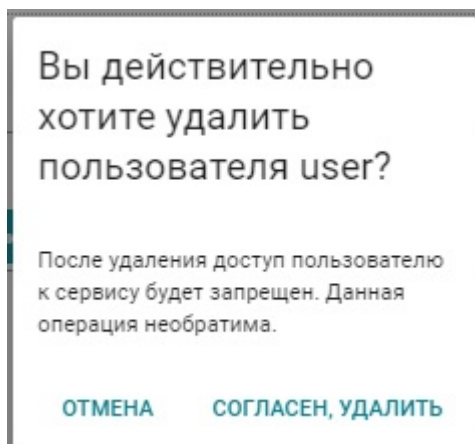 Вы действительно
хотите удалить
пользователя user?
После удаления доступ пользователю
к сервису будет запрещен. Данная
операция необратима.
ОТМЕНА СОГЛАСЕН, УДАЛИТЬ